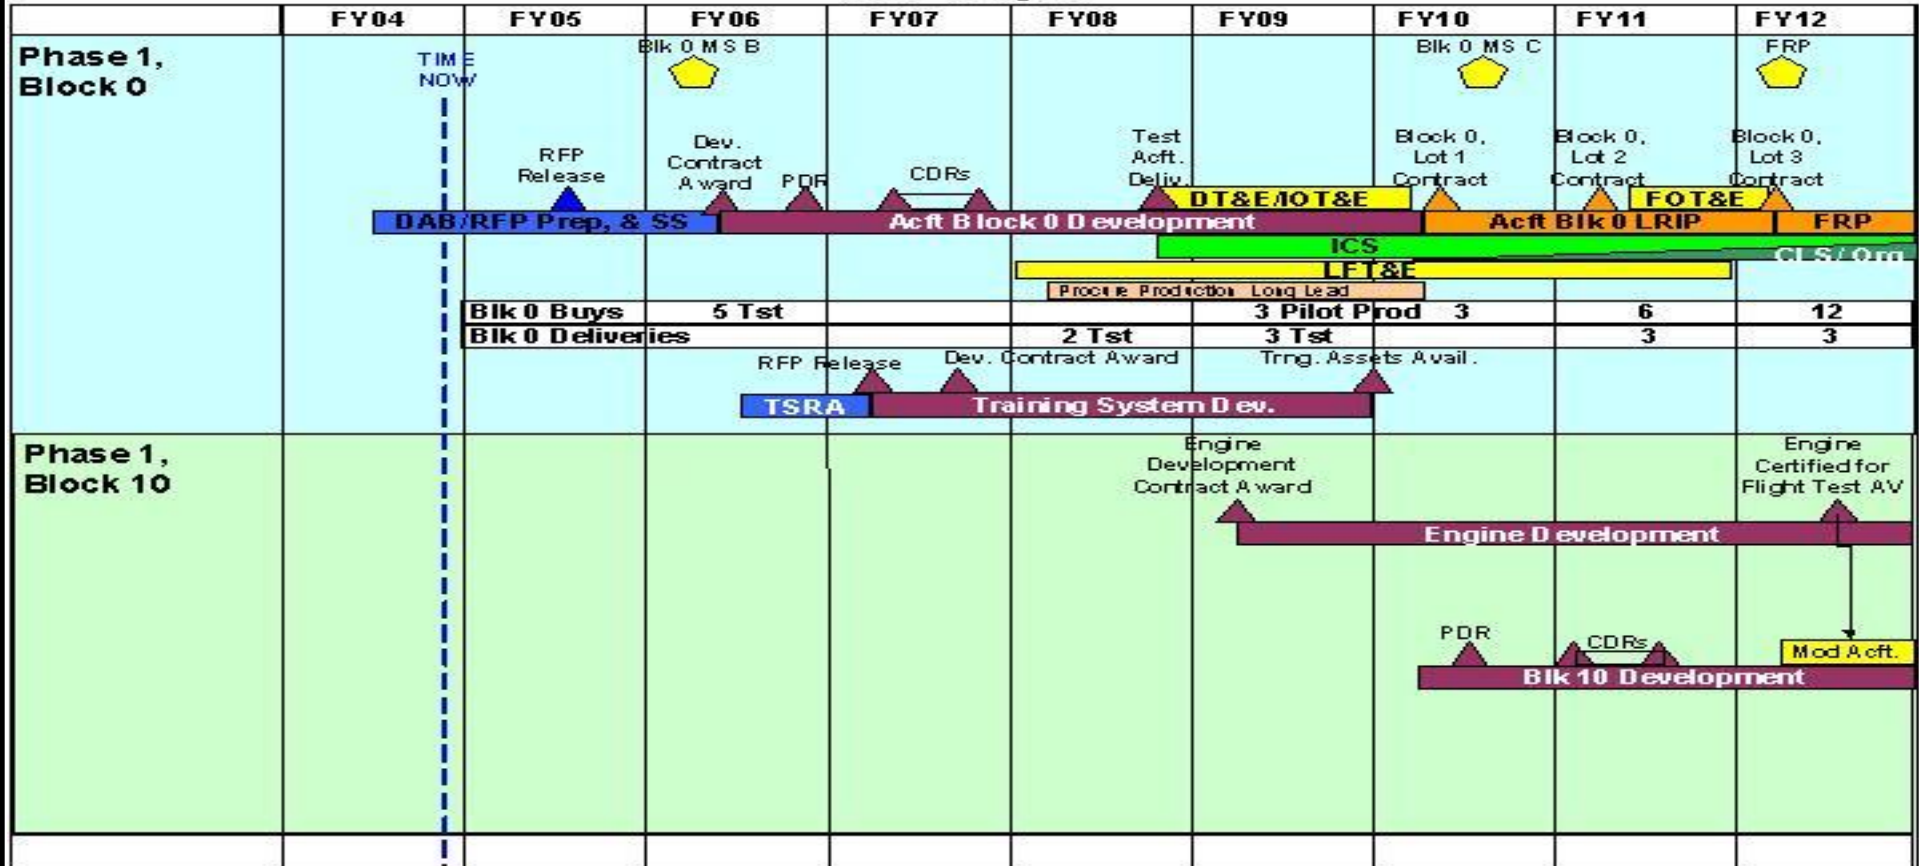 FY04 FY05 FY06 FY07 FY08 FY09 FY10 FY11 FY12
Phase 1,
Block 0
TIME
NOW
Blk 0 MS B
Blk 0 MS C
FRP
RFP
Release
Dev.
Contract
Award
PDR
CDRs
Test
Acft.
Deliv.
Block 0,
Lot 1
Contract
Block 0,
Lot 2
Contract
Block 0,
Lot 3
Contract
DT&E/IOT&E
FOT&E
DAB/RFP Prep, & SS
Acft Block 0 Development
Acft Blk 0 LRIP
FRP
ICS
CLS/Orn
LFT&E
Procure Production Long Lead
Blk 0 Buys 5 Tst 3 Pilot Prod 3 6 12
Blk 0 Deliveries 2 Tst 3 Tst 3 3
RFP Release
Dev. Contract Award
Trng. Assets Avail.
TSRA
Training System Dev.
Phase 1,
Block 10
Engine
Development
Contract Award
Engine
Certified for
Flight Test AV
Engine Development
PDR
CDRs
Mod Acft.
Blk 10 Development